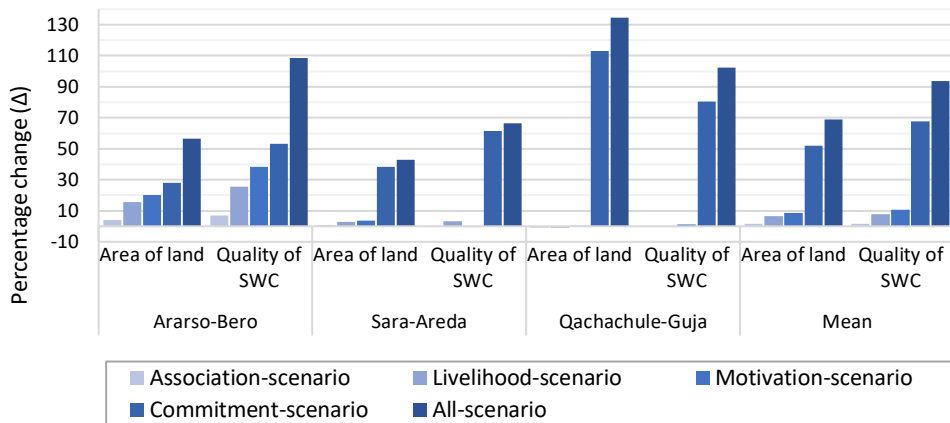 Percentage change (Δ)
130
110
90
70
50
30
10
-10
Area of land Quality of Area of land Quality of Area of land Quality of Area of land Quality of
SWC SWC SWC SWC
Ararso-Bero Sara-Areda Qachachule-Guja Mean
Association-scenario Livelihood-scenario Motivation-scenario
Commitment-scenario All-scenario